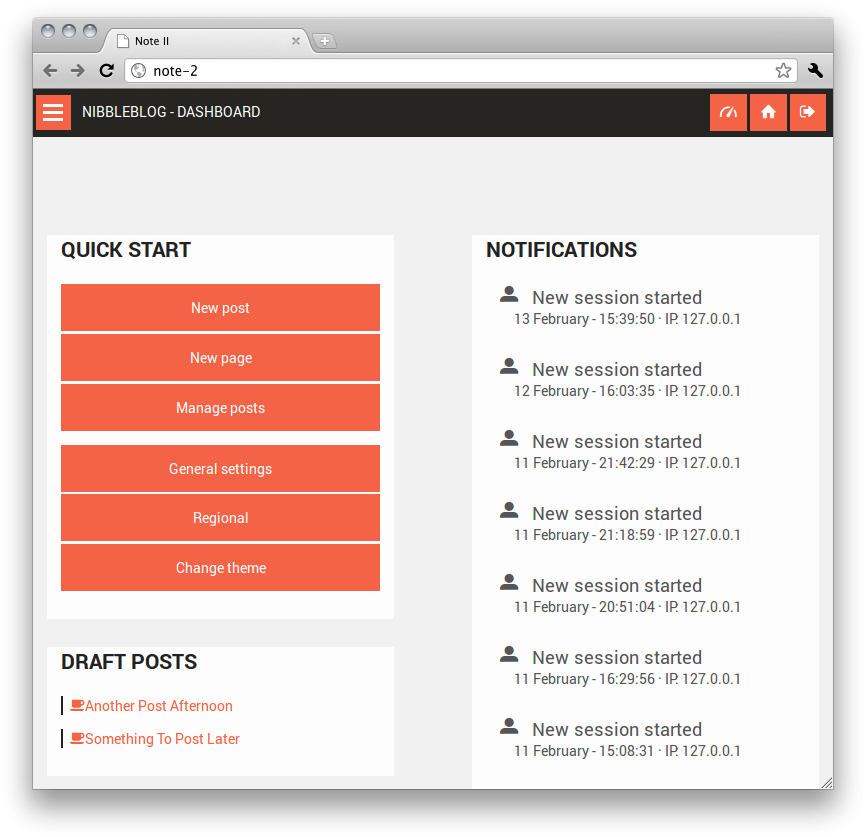 Note II
note-2
NIBBLEBLOG - DASHBOARD
QUICK START
New post
New page
Manage posts
General settings
Regional
Change theme
DRAFT POSTS
Another Post Afternoon
Something To Post Later
NOTIFICATIONS
New session started
13 February - 15:39:50 · IP. 127.0.0.1
New session started
12 February - 16:03:35 · IP. 127.0.0.1
New session started
11 February - 21:42:29 · IP. 127.0.0.1
New session started
11 February - 21:18:59 · IP. 127.0.0.1
New session started
11 February - 20:51:04 · IP. 127.0.0.1
New session started
11 February - 16:29:56 · IP. 127.0.0.1
New session started
11 February - 15:08:31 · IP. 127.0.0.1